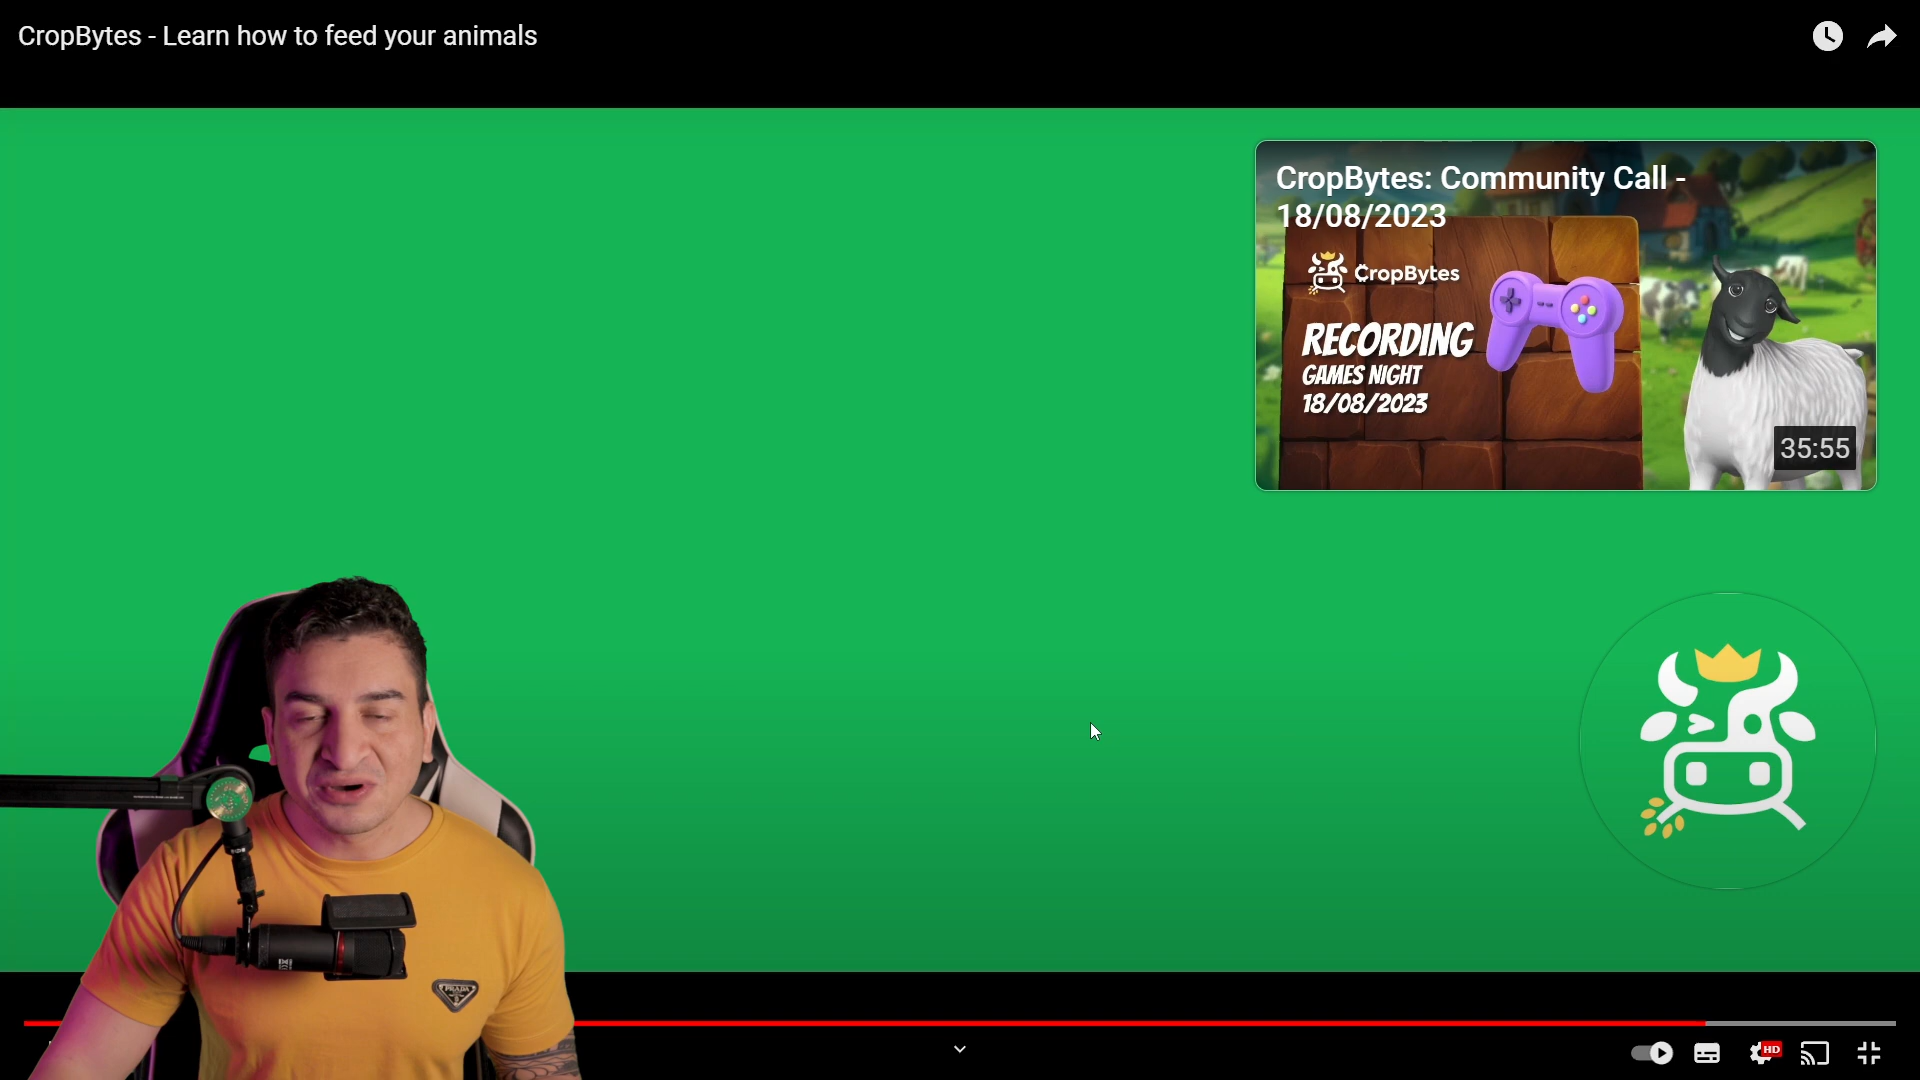 CropBytes - Learn how to feed your animals
CropBytes: Community Call -
18/08/2023
CropBytes
RECORDING
GAMES NIGHT
18/08/2023
35:55
PRADA
HD